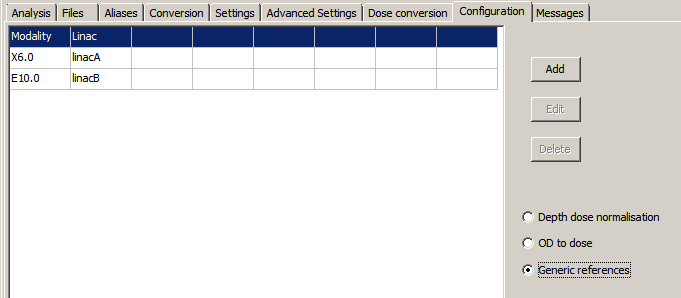 Analysis Files Aliases Conversion Settings Advanced Settings Dose conversion Configuration Messages
Modality Linac
X6.0 linacA
E10.0 linacB
Add
Edit
Delete
Depth dose normalisation
OD to dose
Generic references